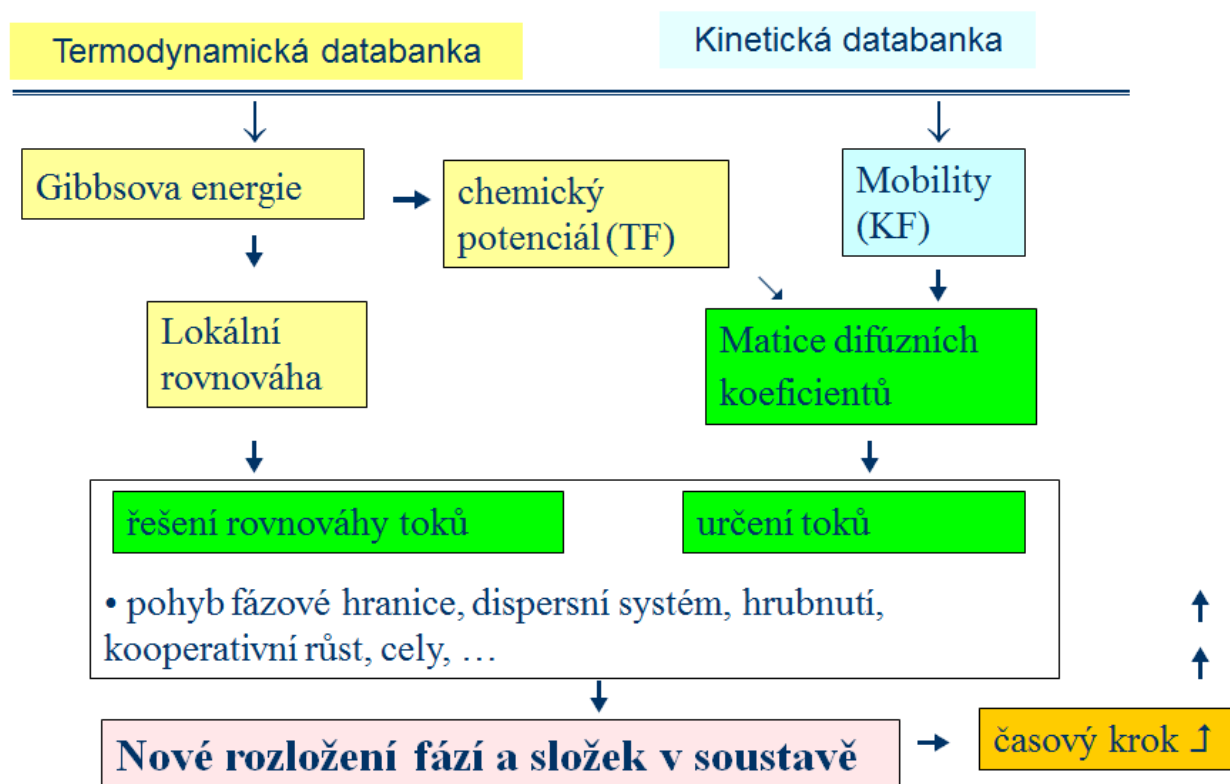 Termodynamická databanka
Kinetická databanka
Gibbsova energie
chemický
potenciál (TF)
Mobility
(KF)
Lokální
rovnováha
Matice difúzních
koeficientů
řešení rovnováhy toků
určení toků
• pohyb fázové hranice, dispersní systém, hrubnutí,
kooperativní růst, cely, …
Nové rozložení fází a složek v soustavě
časový krok